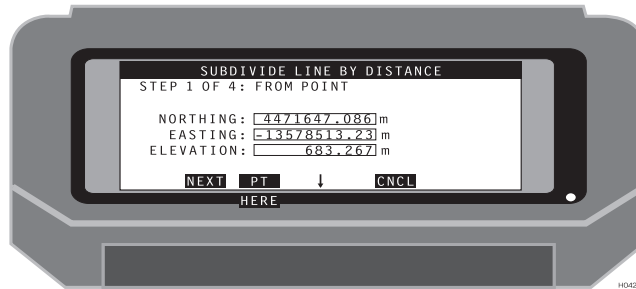 SUBDIVIDE LINE BY DISTANCE
STEP 1 OF 4: FROM POINT
NORTHING: 4471647.086 m
EASTING: -13578513.23 m
ELEVATION: 683.267 m
NEXT PT ↓ CNCL
HERE
H042